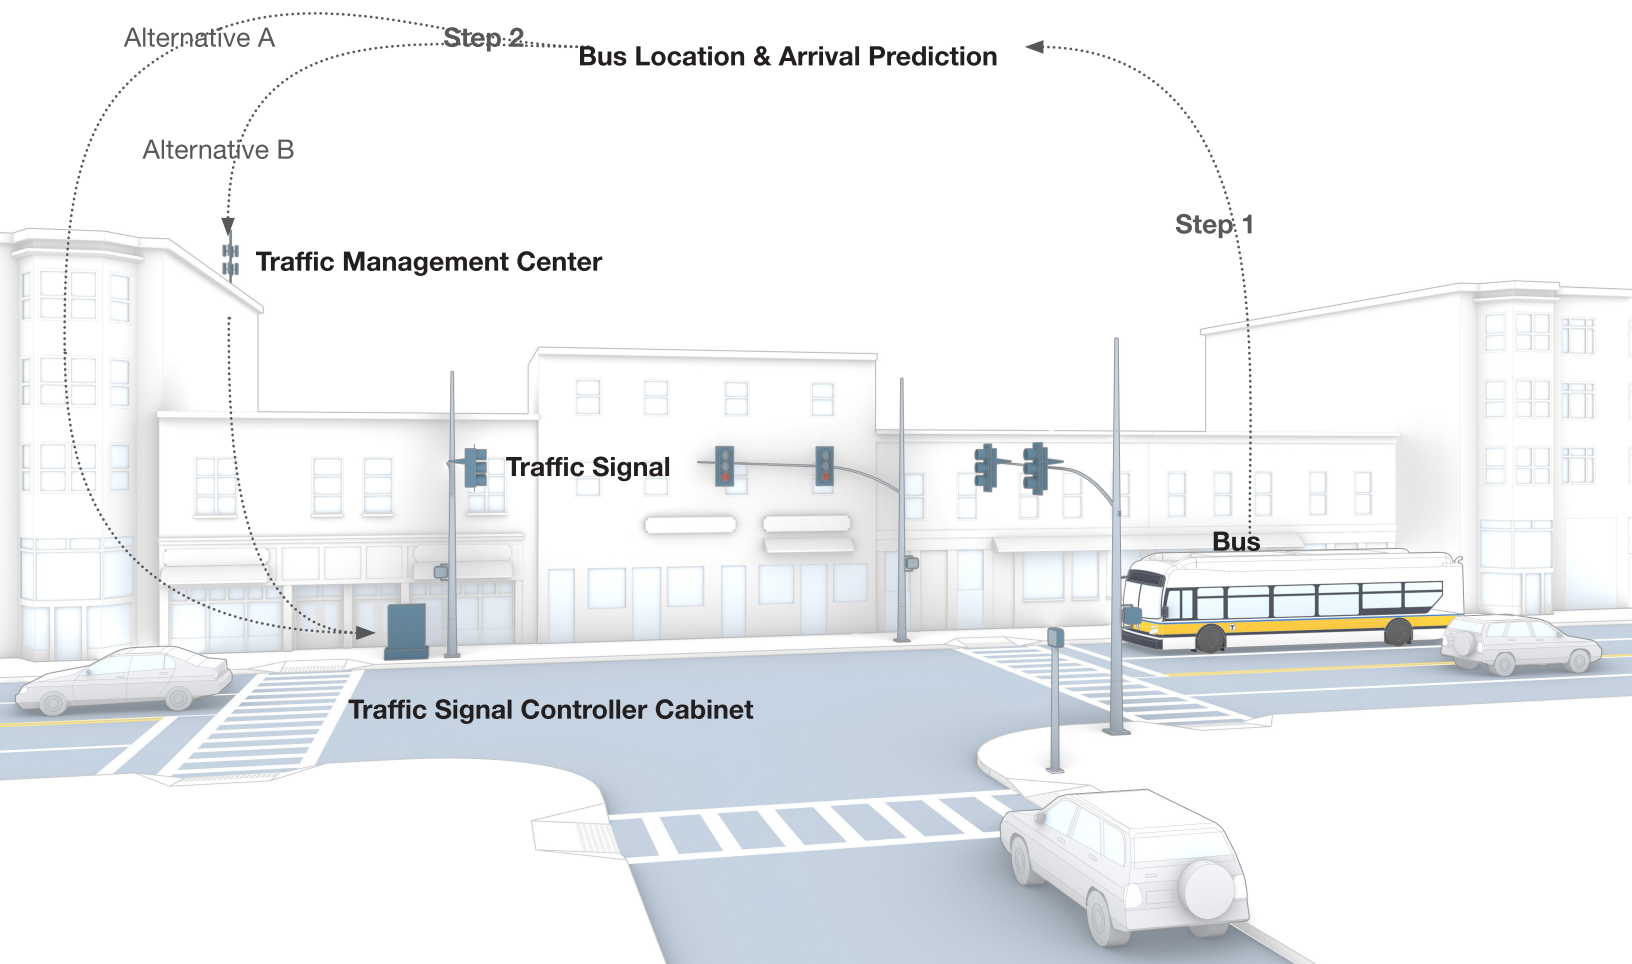 Alternative A
Step 2
Bus Location & Arrival Prediction
Alternative B
Step 1
Traffic Management Center
Traffic Signal
Bus
T
Traffic Signal Controller Cabinet